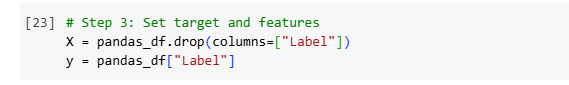 [23] # Step 3: Set target and features
X = pandas_df.drop(columns=["Label"])
y = pandas_df["Label"]